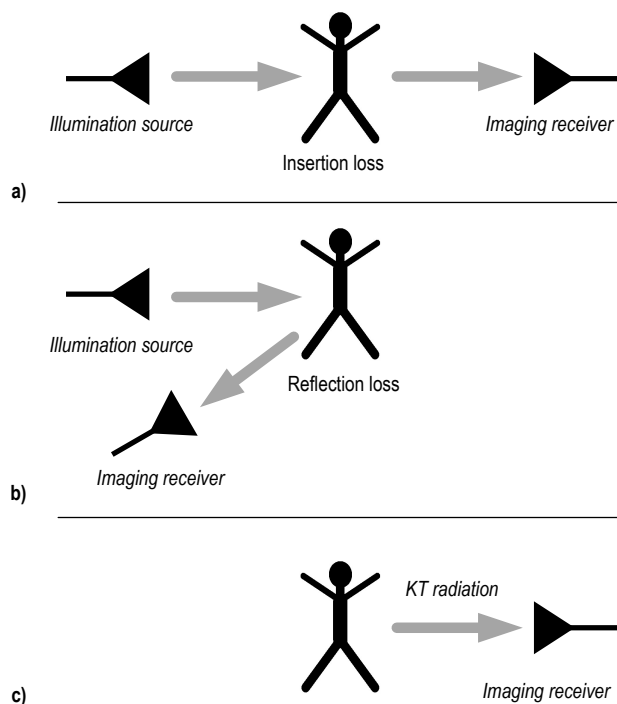 Illumination source
Imaging receiver
Insertion loss
a)
Illumination source
Reflection loss
Imaging receiver
b)
KT radiation
Imaging receiver
c)